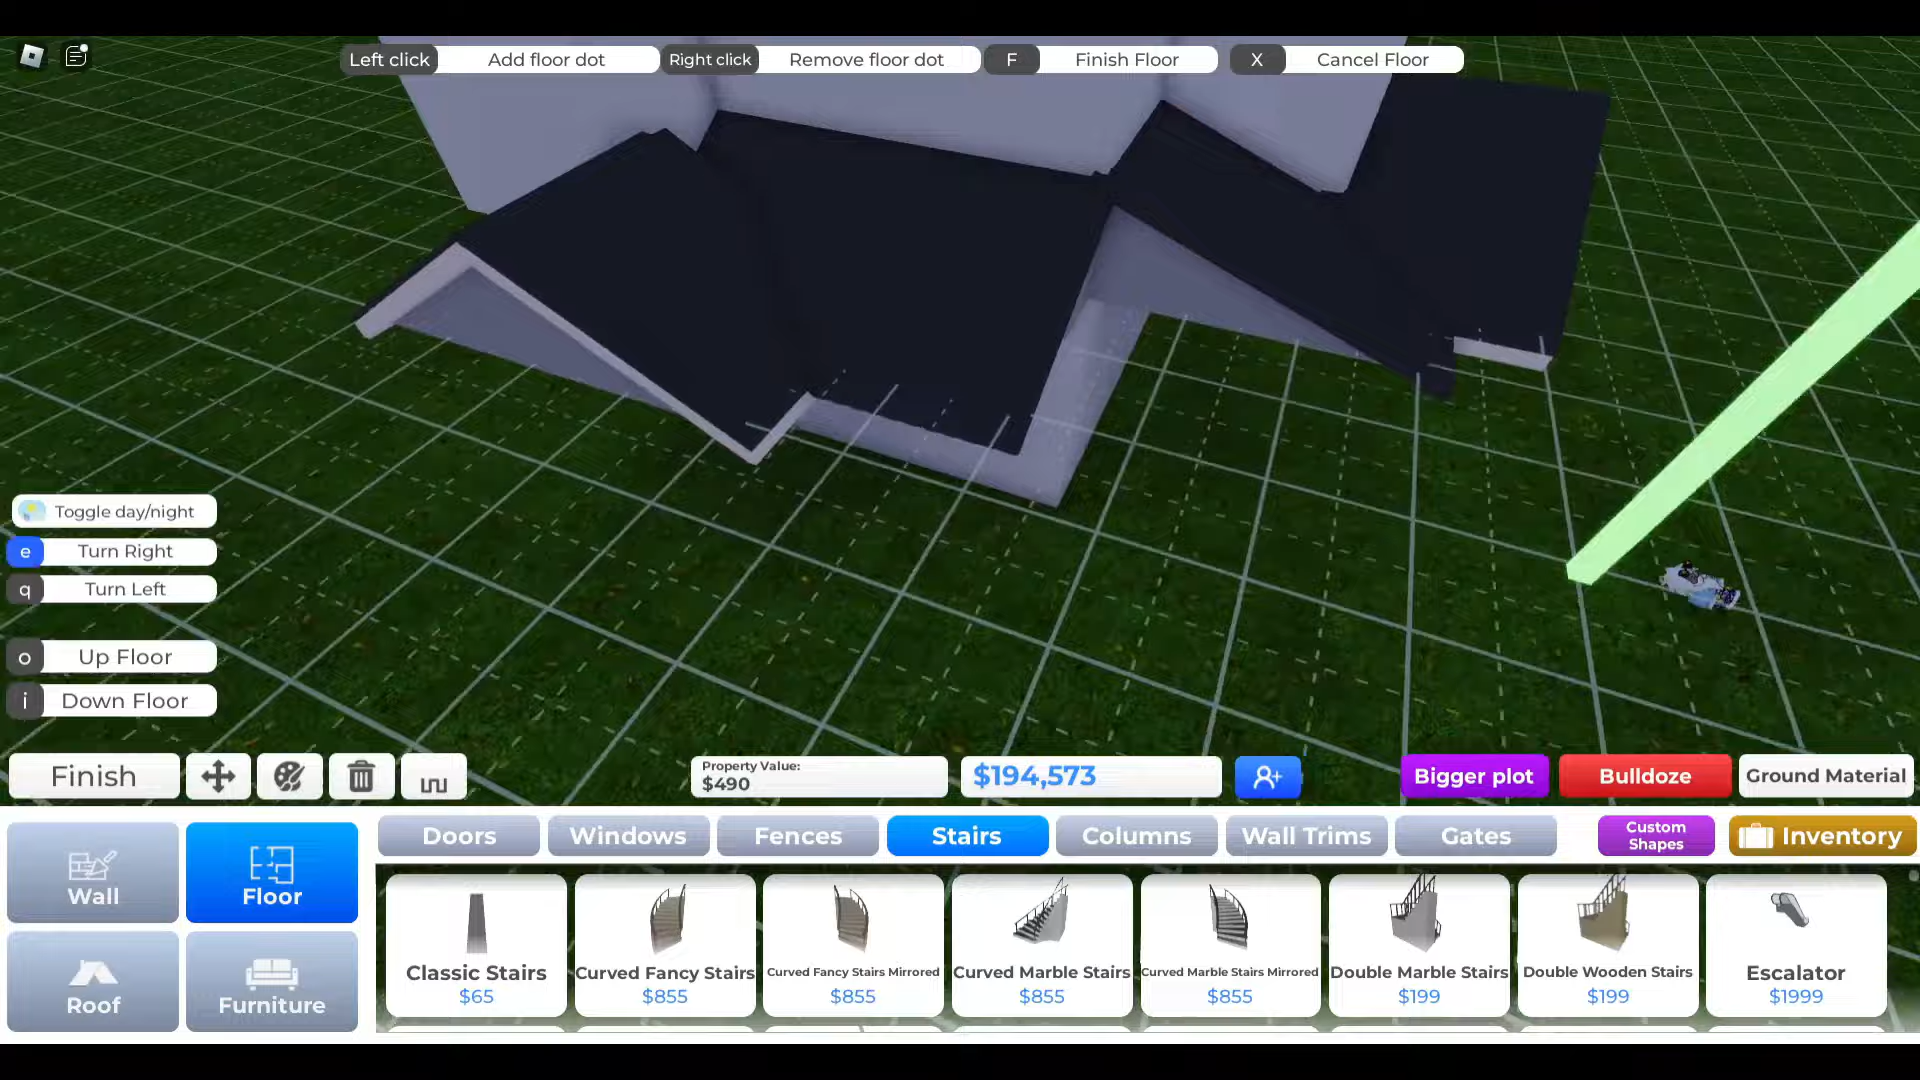 Left click Add floor dot Right click Remove floor dot F Finish Floor X Cancel Floor
Toggle day/night
e Turn Right
q Turn Left
o Up Floor
i Down Floor
Finish
Property Value:
$490
$194,573
Bigger plot
Bulldoze
Ground Material
Wall
Floor
Roof
Furniture
Doors Windows Fences Stairs Columns Wall Trims Gates
Custom
Shapes
Inventory
Classic Stairs
$65
Curved Fancy Stairs
$855
Curved Fancy Stairs Mirrored
$855
Curved Marble Stairs
$855
Curved Marble Stairs Mirrored
$855
Double Marble Stairs
$199
Double Wooden Stairs
$199
Escalator
$1999